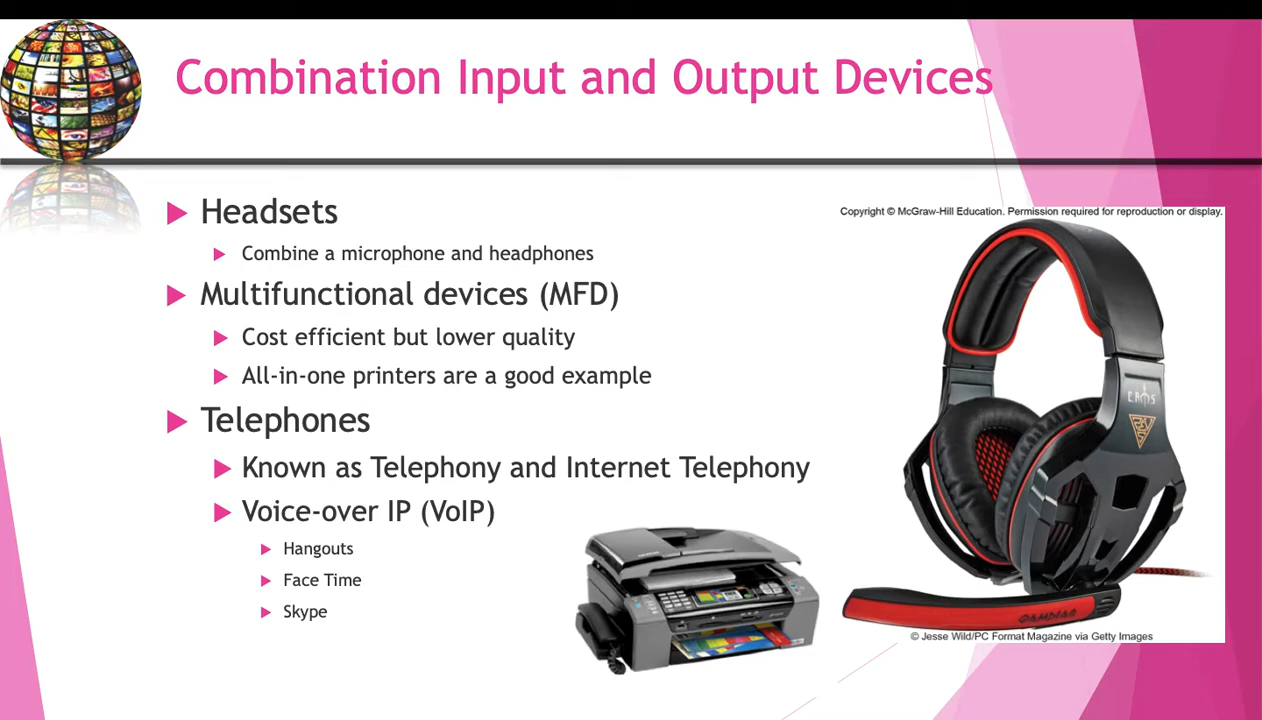 Combination Input and Output Devices
Headsets
Combine a microphone and headphones
Multifunctional devices (MFD)
Cost efficient but lower quality
All-in-one printers are a good example
Telephones
Known as Telephony and Internet Telephony
Voice-over IP (VoIP)
Hangouts
Face Time
Skype
Copyright © McGraw-Hill Education. Permission required for reproduction or display.
GAMDIAS
© Jesse Wild/PC Format Magazine via Getty Images